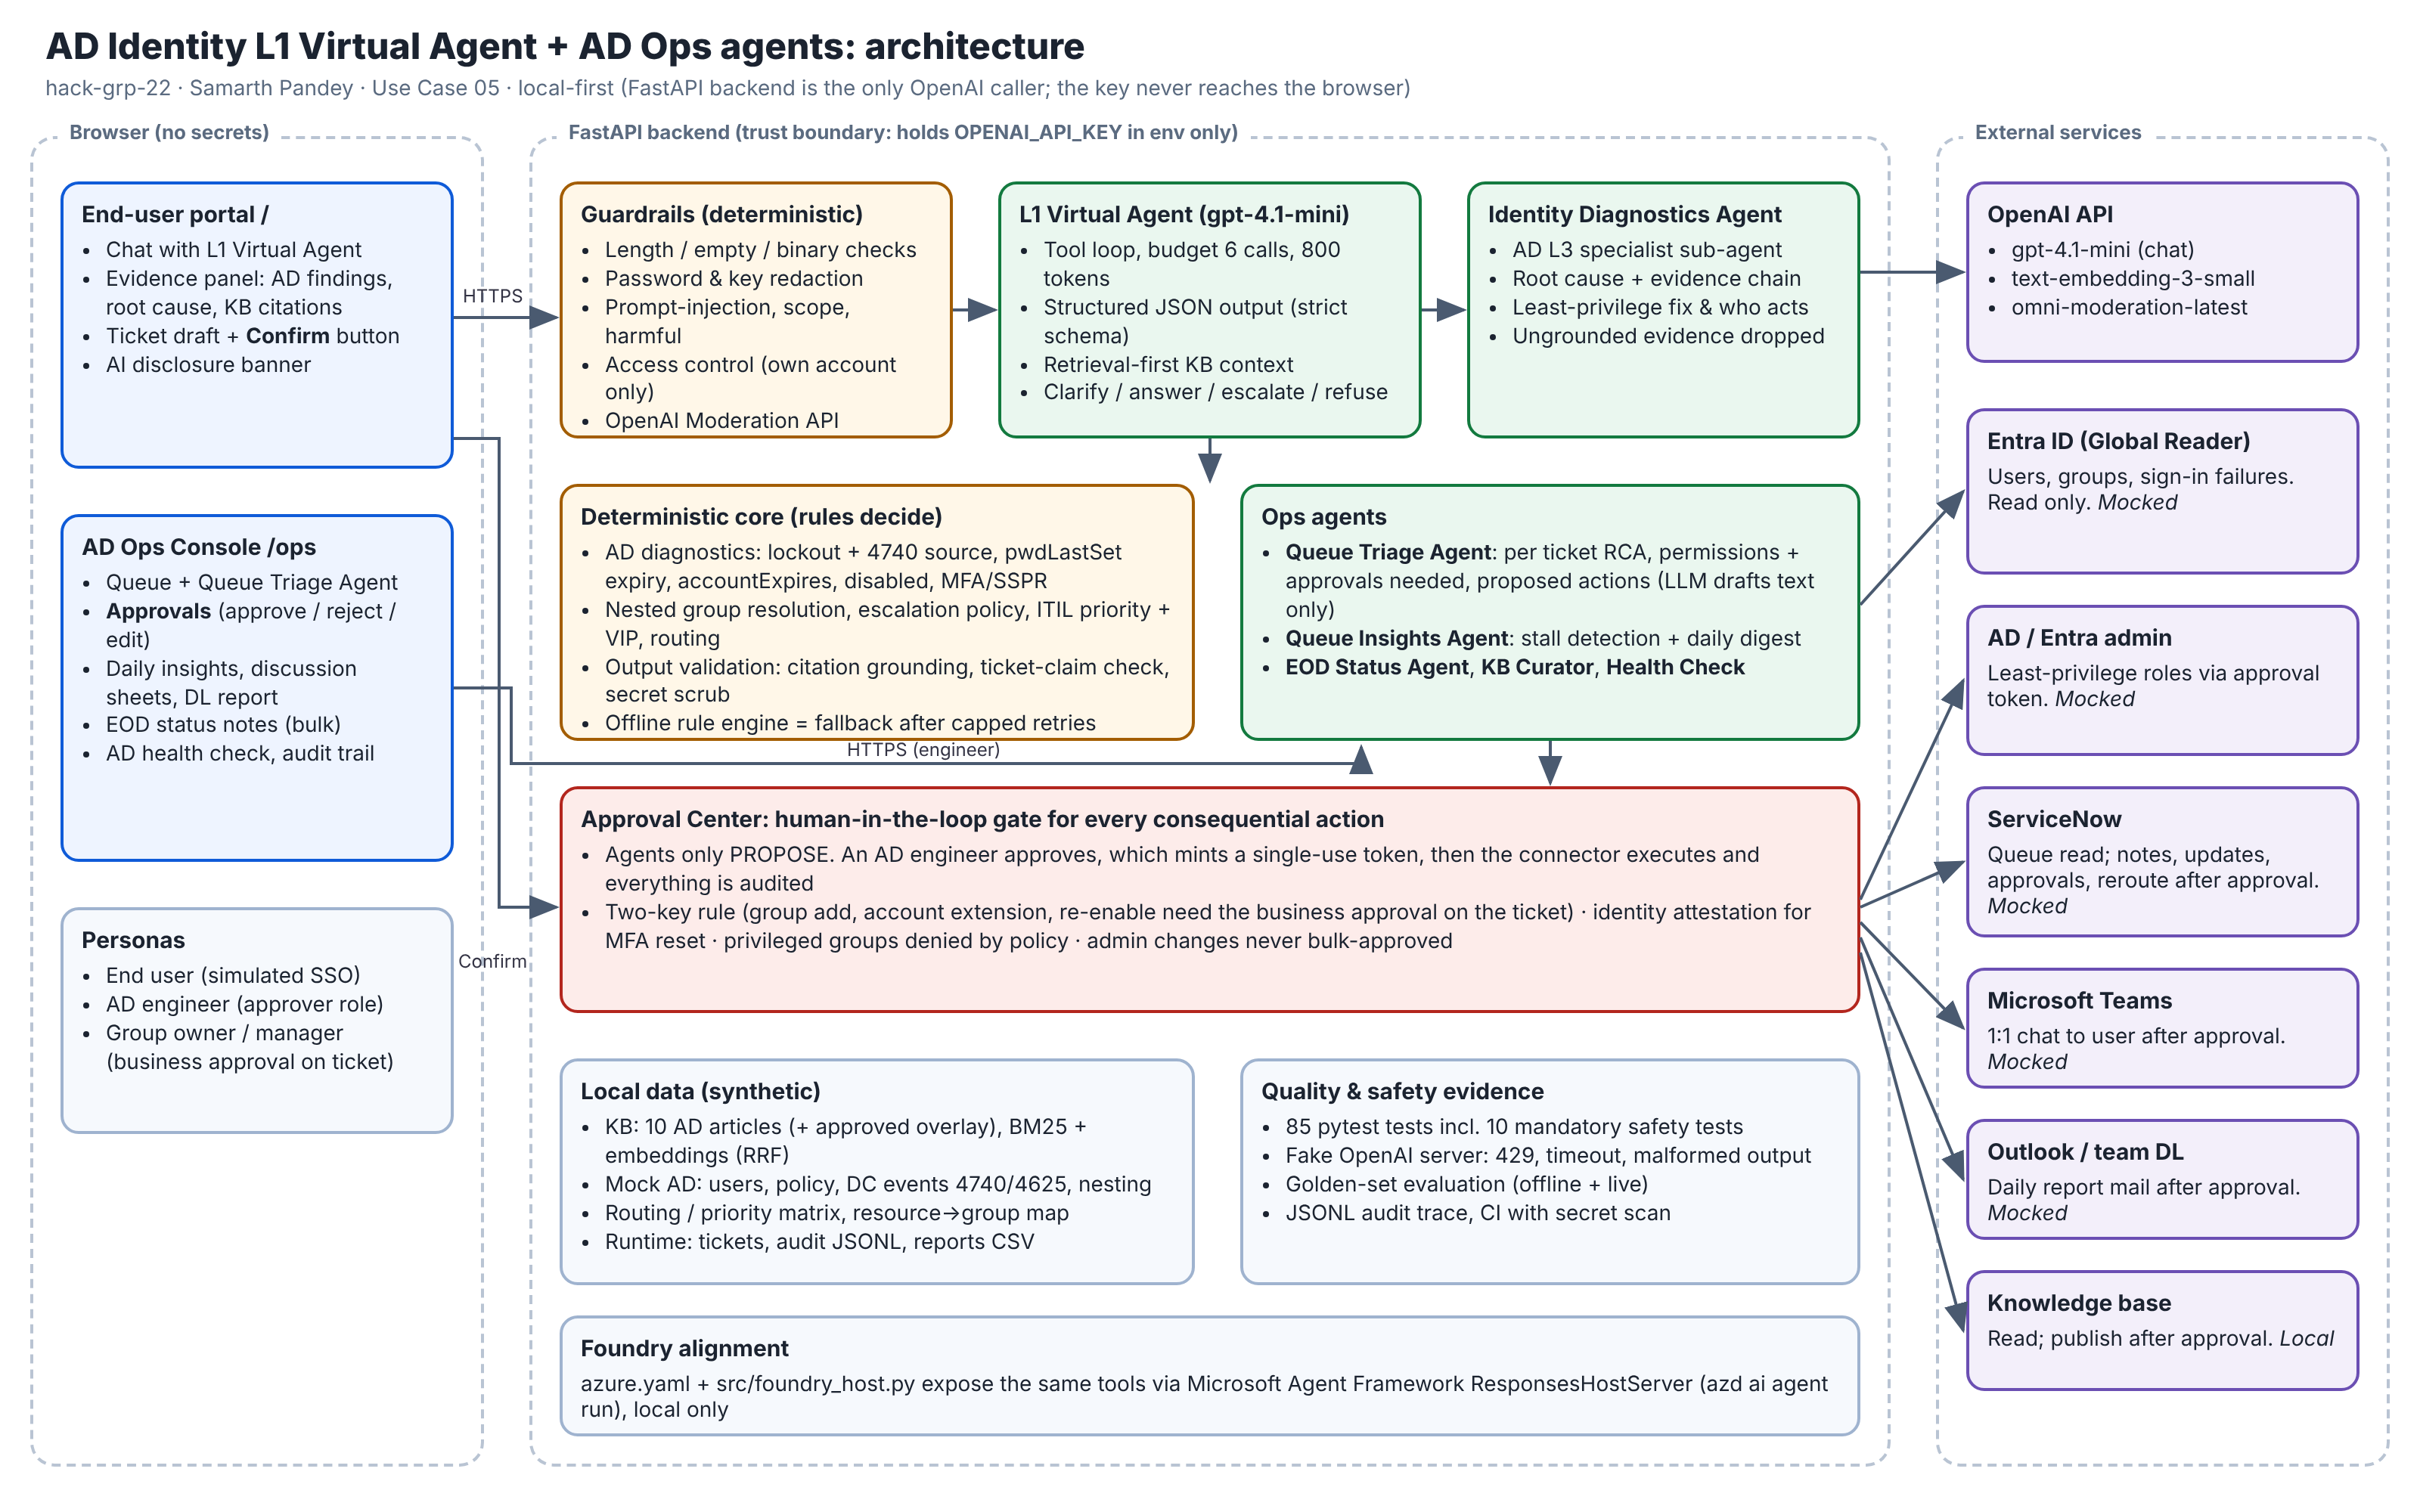 AD Identity L1 Virtual Agent + AD Ops agents: architecture
hack-grp-22 · Samarth Pandey · Use Case 05 · local-first (FastAPI backend is the only OpenAI caller; the key never reaches the browser)
Browser (no secrets)
End-user portal /
• Chat with L1 Virtual Agent
• Evidence panel: AD findings,
root cause, KB citations
• Ticket draft + Confirm button
• AI disclosure banner
AD Ops Console /ops
• Queue + Queue Triage Agent
• Approvals (approve / reject /
edit)
• Daily insights, discussion
sheets, DL report
• EOD status notes (bulk)
• AD health check, audit trail
Personas
• End user (simulated SSO)
• AD engineer (approver role)
• Group owner / manager
(business approval on ticket)
HTTPS
Confirm
FastAPI backend (trust boundary: holds OPENAI_API_KEY in env only)
Guardrails (deterministic)
• Length / empty / binary checks
• Password & key redaction
• Prompt-injection, scope,
harmful
• Access control (own account
only)
• OpenAI Moderation API
L1 Virtual Agent (gpt-4.1-mini)
• Tool loop, budget 6 calls, 800
tokens
• Structured JSON output (strict
schema)
• Retrieval-first KB context
• Clarify / answer / escalate / refuse
Identity Diagnostics Agent
• AD L3 specialist sub-agent
• Root cause + evidence chain
• Least-privilege fix & who acts
• Ungrounded evidence dropped
Deterministic core (rules decide)
• AD diagnostics: lockout + 4740 source, pwdLastSet
expiry, accountExpires, disabled, MFA/SSPR
• Nested group resolution, escalation policy, ITIL priority +
VIP, routing
• Output validation: citation grounding, ticket-claim check,
secret scrub
• Offline rule engine = fallback after capped retries
Ops agents
• Queue Triage Agent: per ticket RCA, permissions +
approvals needed, proposed actions (LLM drafts text
only)
• Queue Insights Agent: stall detection + daily digest
• EOD Status Agent, KB Curator, Health Check
HTTPS (engineer)
Approval Center: human-in-the-loop gate for every consequential action
• Agents only PROPOSE. An AD engineer approves, which mints a single-use token, then the connector executes and
everything is audited
• Two-key rule (group add, account extension, re-enable need the business approval on the ticket) · identity attestation for
MFA reset · privileged groups denied by policy · admin changes never bulk-approved
Local data (synthetic)
• KB: 10 AD articles (+ approved overlay), BM25 +
embeddings (RRF)
• Mock AD: users, policy, DC events 4740/4625, nesting
• Routing / priority matrix, resource→group map
• Runtime: tickets, audit JSONL, reports CSV
Quality & safety evidence
• 85 pytest tests incl. 10 mandatory safety tests
• Fake OpenAI server: 429, timeout, malformed output
• Golden-set evaluation (offline + live)
• JSONL audit trace, CI with secret scan
Foundry alignment
azure.yaml + src/foundry_host.py expose the same tools via Microsoft Agent Framework ResponsesHostServer (azd ai agent
run), local only
External services
OpenAI API
• gpt-4.1-mini (chat)
• text-embedding-3-small
• omni-moderation-latest
Entra ID (Global Reader)
Users, groups, sign-in failures.
Read only. Mocked
AD / Entra admin
Least-privilege roles via approval
token. Mocked
ServiceNow
Queue read; notes, updates,
approvals, reroute after approval.
Mocked
Microsoft Teams
1:1 chat to user after approval.
Mocked
Outlook / team DL
Daily report mail after approval.
Mocked
Knowledge base
Read; publish after approval. Local